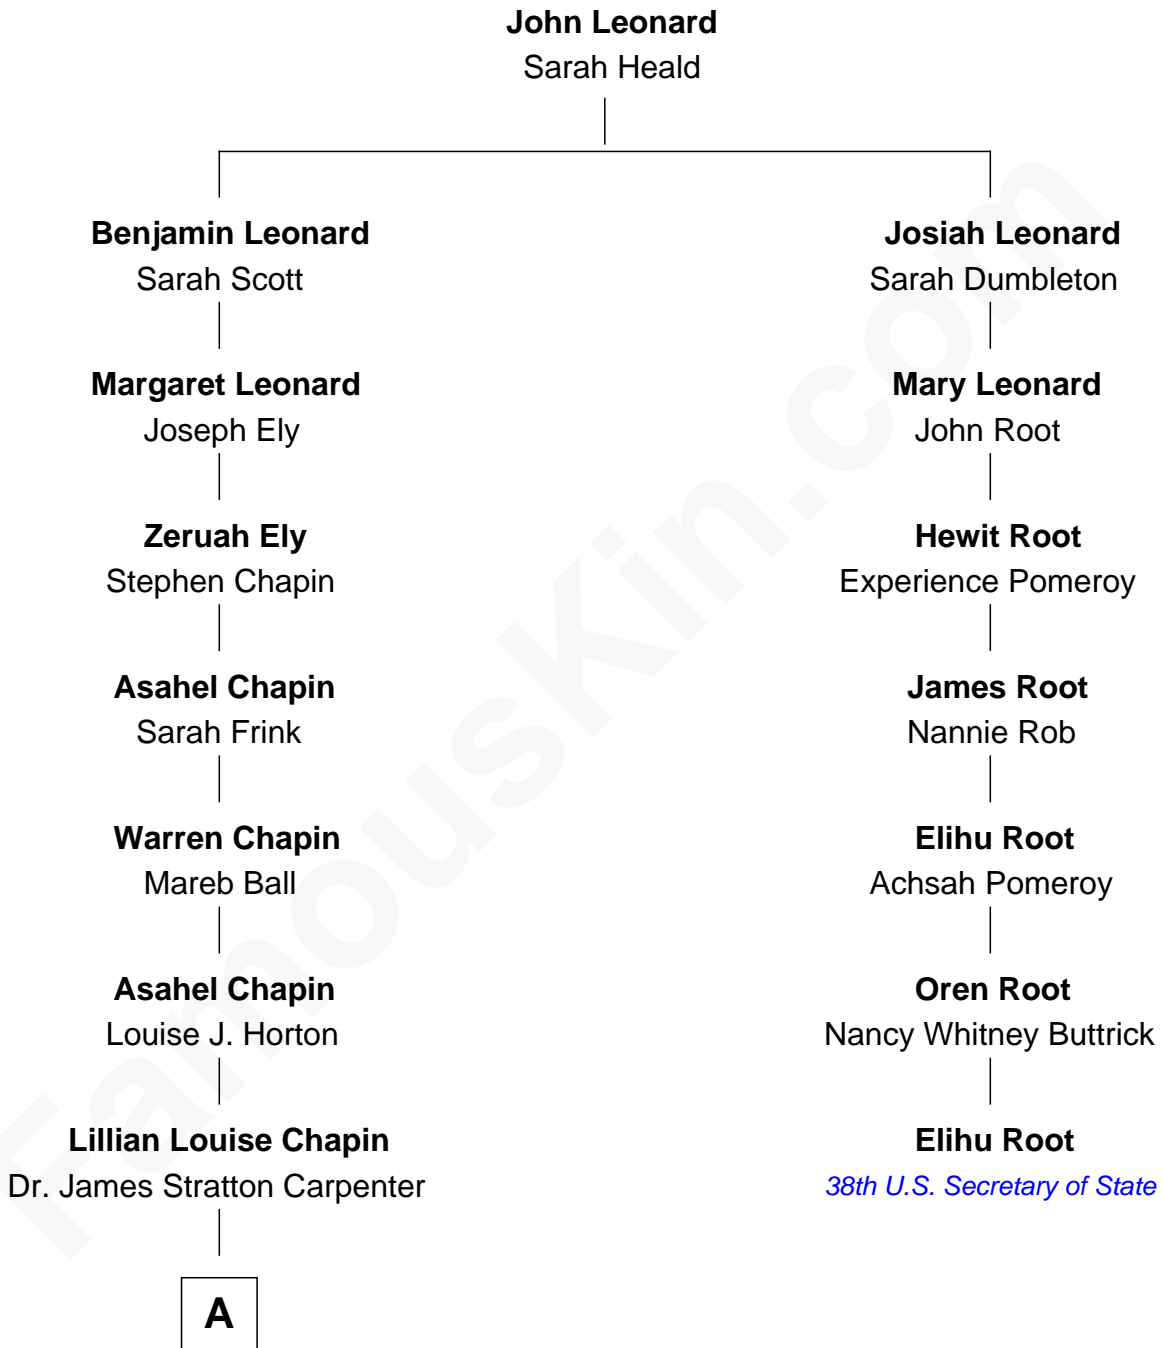 John Leonard
Sarah Heald
Benjamin Leonard
Sarah Scott
Josiah Leonard
Sarah Dumbleton
Margaret Leonard
Joseph Ely
Mary Leonard
John Root
Zeruah Ely
Stephen Chapin
Hewit Root
Experience Pomeroy
Asahel Chapin
Sarah Frink
James Root
Nannie Rob
Warren Chapin
Mareb Ball
Elihu Root
Achsah Pomeroy
Asahel Chapin
Louise J. Horton
Oren Root
Nancy Whitney Buttrick
Lillian Louise Chapin
Dr. James Stratton Carpenter
Elihu Root
38th U.S. Secretary of State
A
FamousKin.com